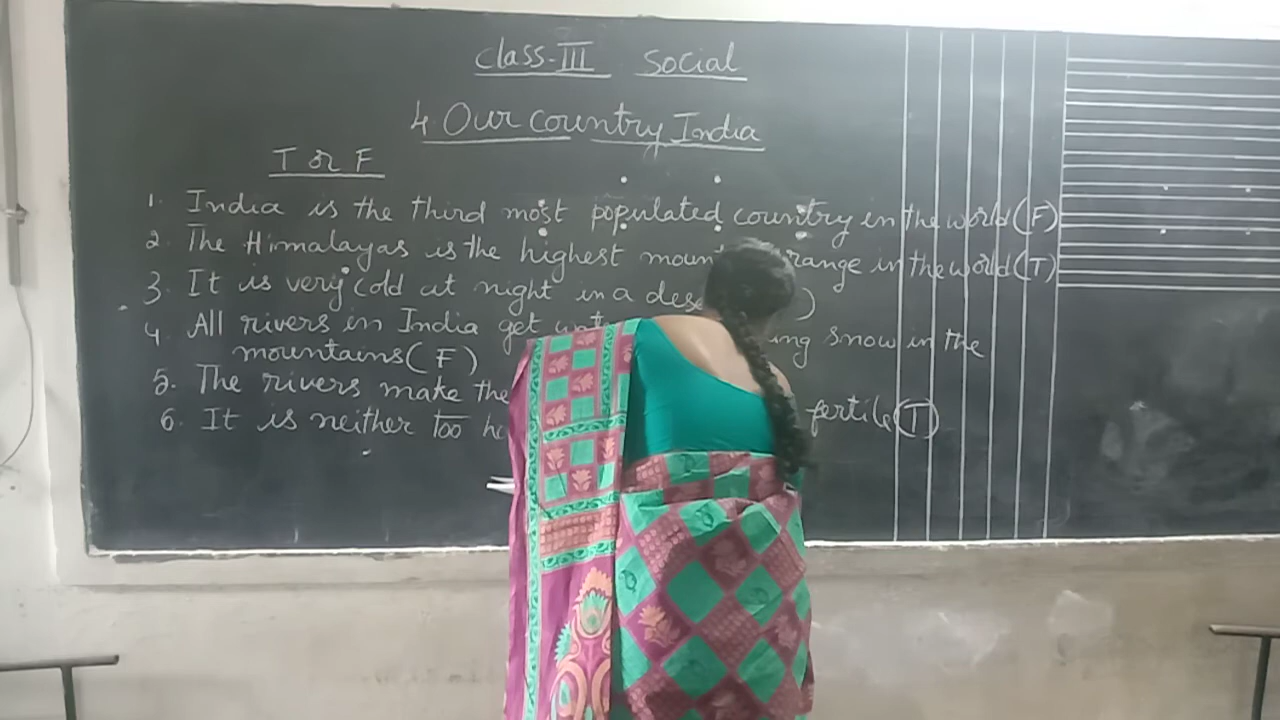 Class-III Social
4. Our country India
T or F
1. India is the third most populated country in the world (F)
2. The Himalayas is the highest range in the world (T)
3. It is very cold at night in a )
4. All rivers in India get snow in the
mountains (F)
5. The rivers make the fertile (T)
6. It is neither too